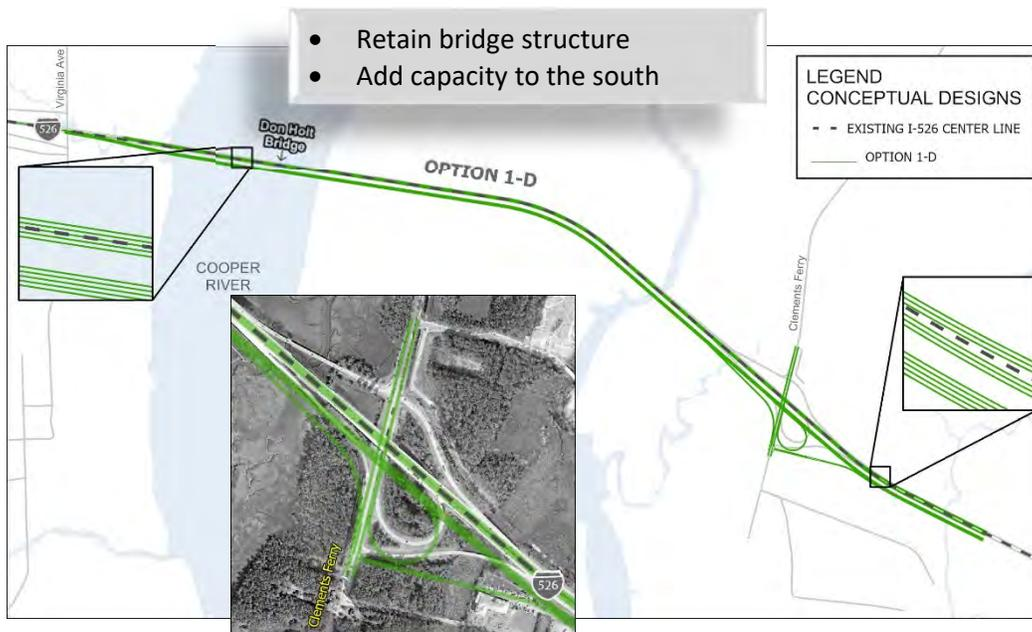 • Retain bridge structure
• Add capacity to the south
Virginia Ave
526
Don Holt
Bridge
OPTION 1-D
LEGEND
CONCEPTUAL DESIGNS
EXISTING I-526 CENTER LINE
OPTION 1-D
COOPER
RIVER
Clements Ferry
Clements Ferry
526